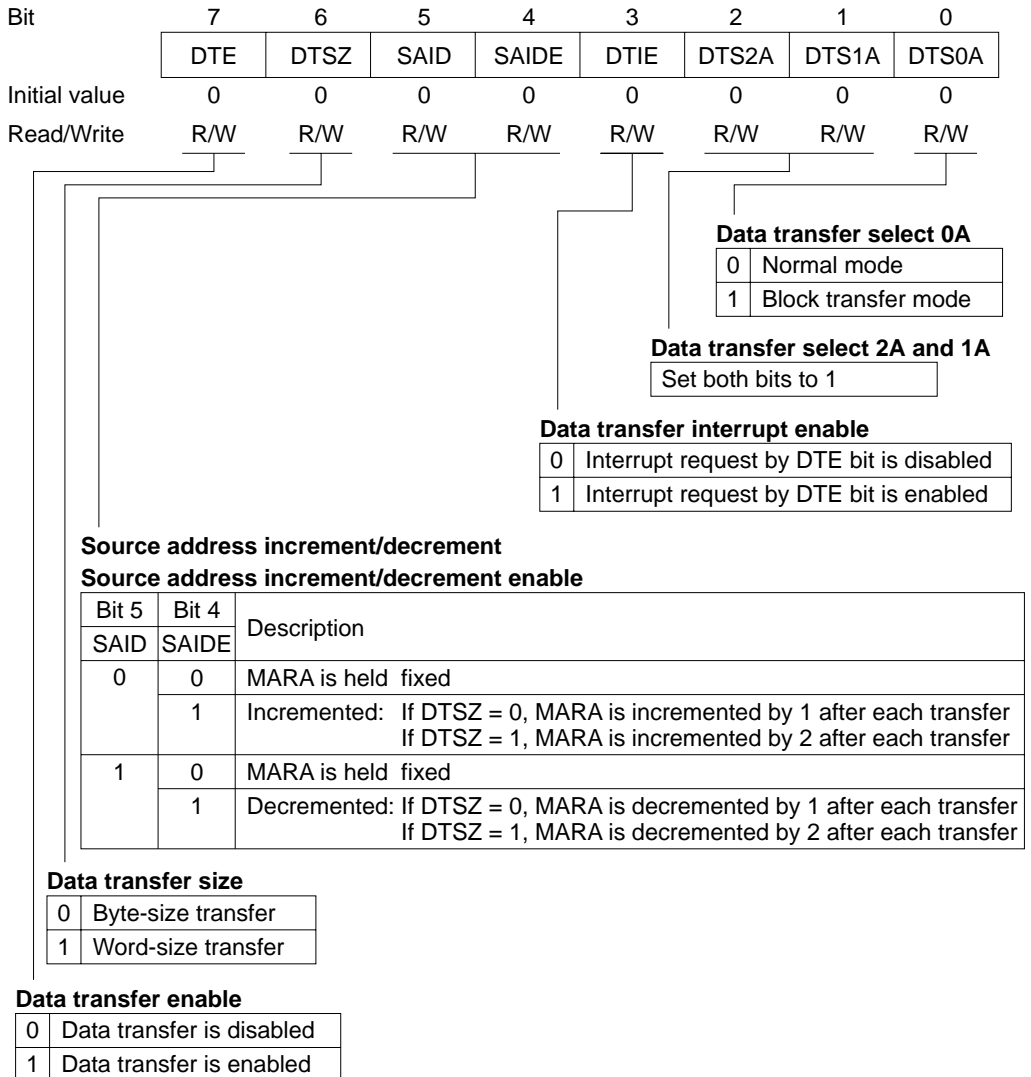 Bit 7 6 5 4 3 2 1 0
DTE DTSZ SAID SAIDE DTIE DTS2A DTS1A DTS0A
Initial value 0 0 0 0 0 0 0 0
Read/Write R/W R/W R/W R/W R/W R/W R/W R/W
Data transfer select 0A
0 Normal mode
1 Block transfer mode
Data transfer select 2A and 1A
Set both bits to 1
Data transfer interrupt enable
0 Interrupt request by DTE bit is disabled
1 Interrupt request by DTE bit is enabled
Source address increment/decrement
Source address increment/decrement enable
Bit 5 Bit 4 Description
SAID SAIDE
0 0 MARA is held fixed
1 Incremented: If DTSZ = 0, MARA is incremented by 1 after each transfer
If DTSZ = 1, MARA is incremented by 2 after each transfer
1 0 MARA is held fixed
1 Decremented: If DTSZ = 0, MARA is decremented by 1 after each transfer
If DTSZ = 1, MARA is decremented by 2 after each transfer
Data transfer size
0 Byte-size transfer
1 Word-size transfer
Data transfer enable
0 Data transfer is disabled
1 Data transfer is enabled